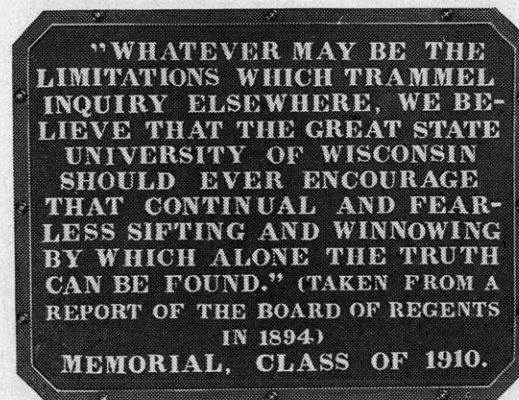 "WHATEVER MAY BE THE
LIMITATIONS WHICH TRAMMEL
INQUIRY ELSEWHERE, WE BE-
LIEVE THAT THE GREAT STATE
UNIVERSITY OF WISCONSIN
SHOULD EVER ENCOURAGE
THAT CONTINUAL AND FEAR-
LESS SIFTING AND WINNOWING
BY WHICH ALONE THE TRUTH
CAN BE FOUND." (TAKEN FROM A
REPORT OF THE BOARD OF REGENTS
IN 1894)
MEMORIAL, CLASS OF 1910.